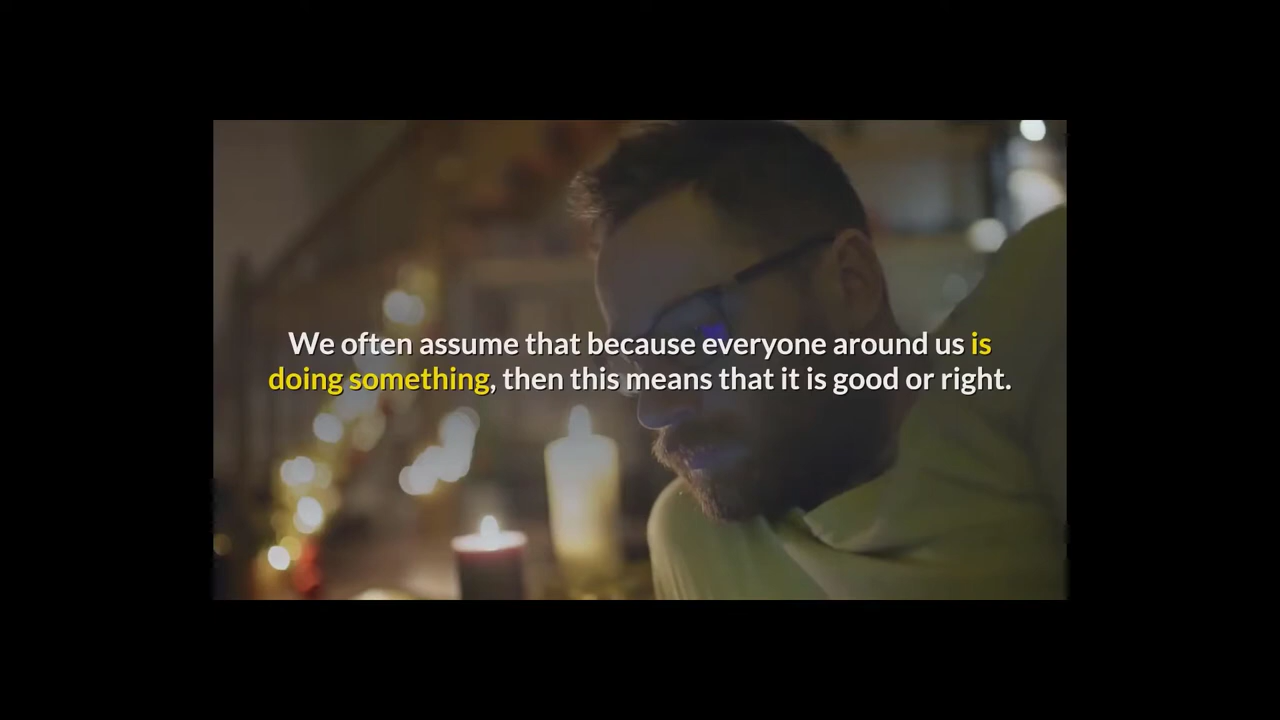 We often assume that because everyone around us is
doing something, then this means that it is good or right.